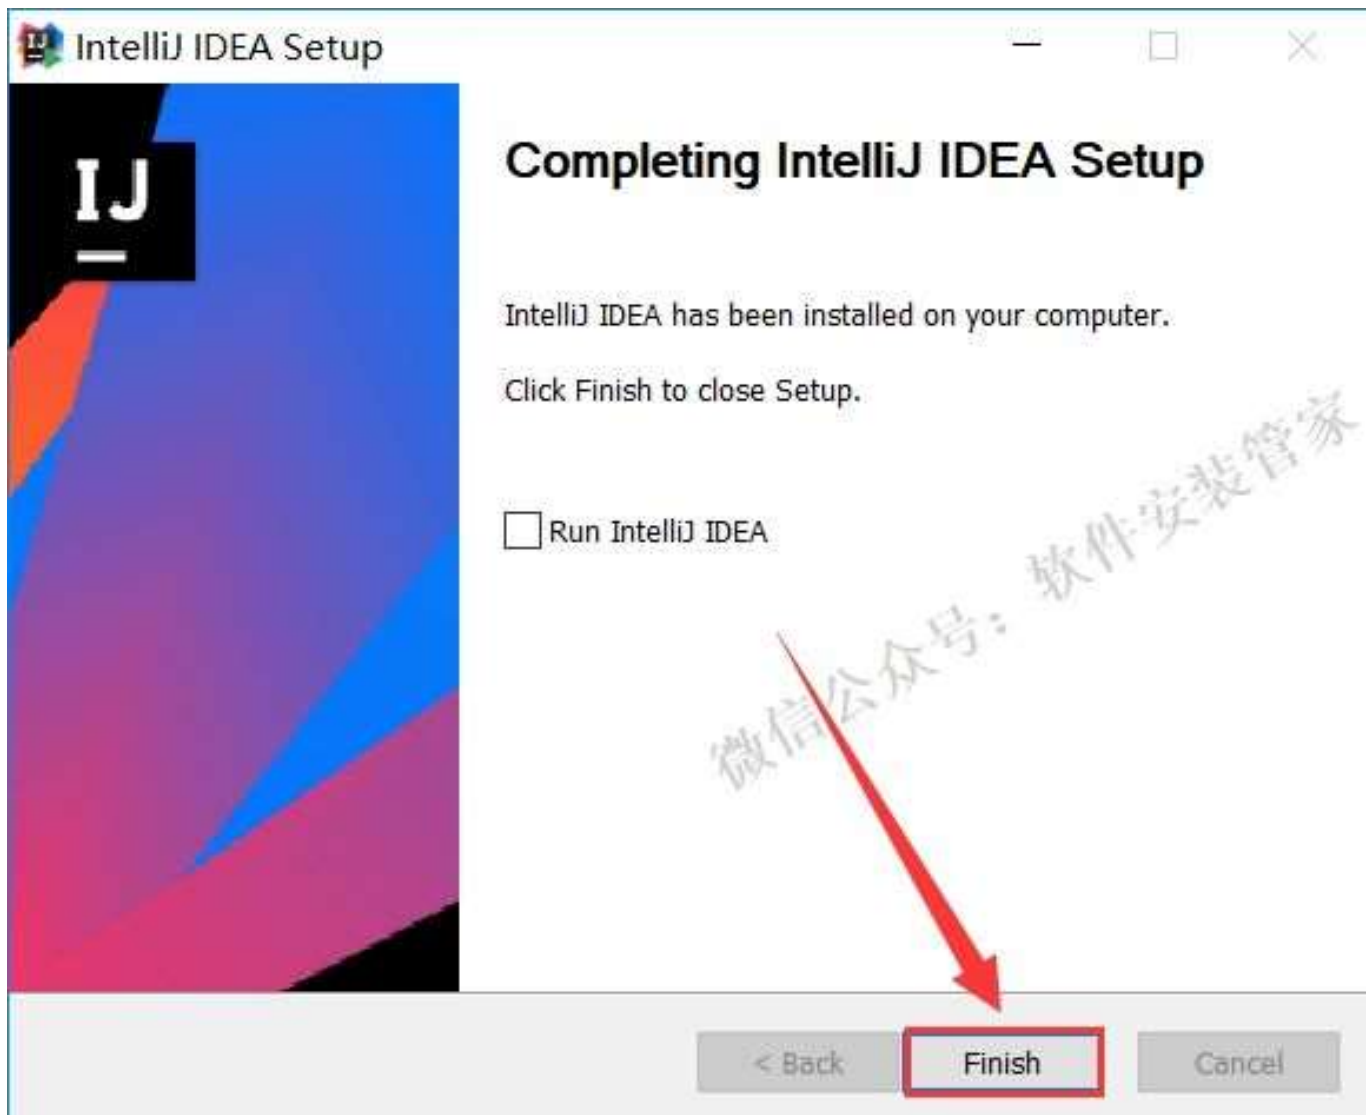 IntelliJ IDEA Setup
IJ
Completing IntelliJ IDEA Setup
IntelliJ IDEA has been installed on your computer.
Click Finish to close Setup.
Run IntelliJ IDEA
微信公众号：软件安装管家
< Back
Finish
Cancel